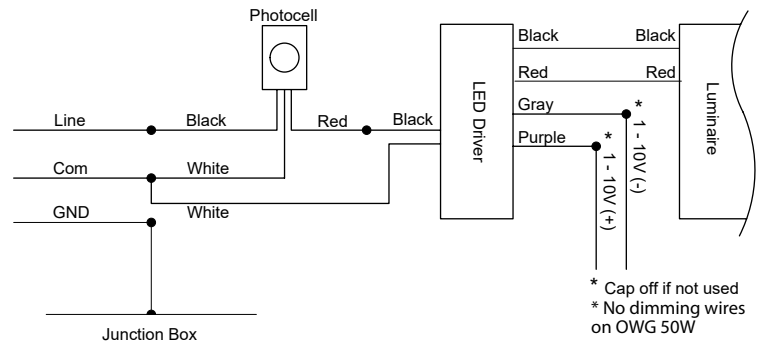 Photocell
Black
Black
Red
Red
Line
Black
Red
Black
LED Driver
Gray
Purple
Luminaire
* 1 - 10V (-)
* 1 - 10V (+)
Com
White
GND
White
* Cap off if not used
* No dimming wires
on OWG 50W
Junction Box